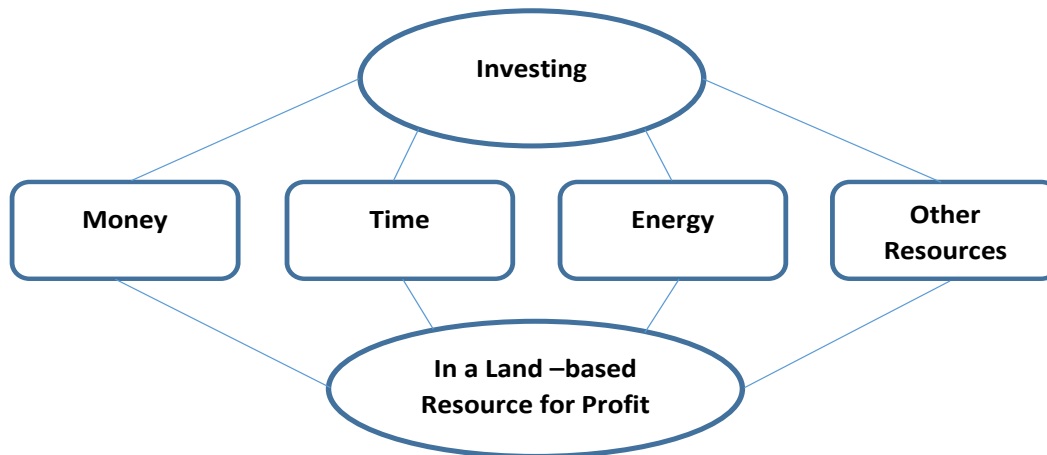 Investing
Money
Time
Energy
Other
Resources
In a Land –based
Resource for Profit